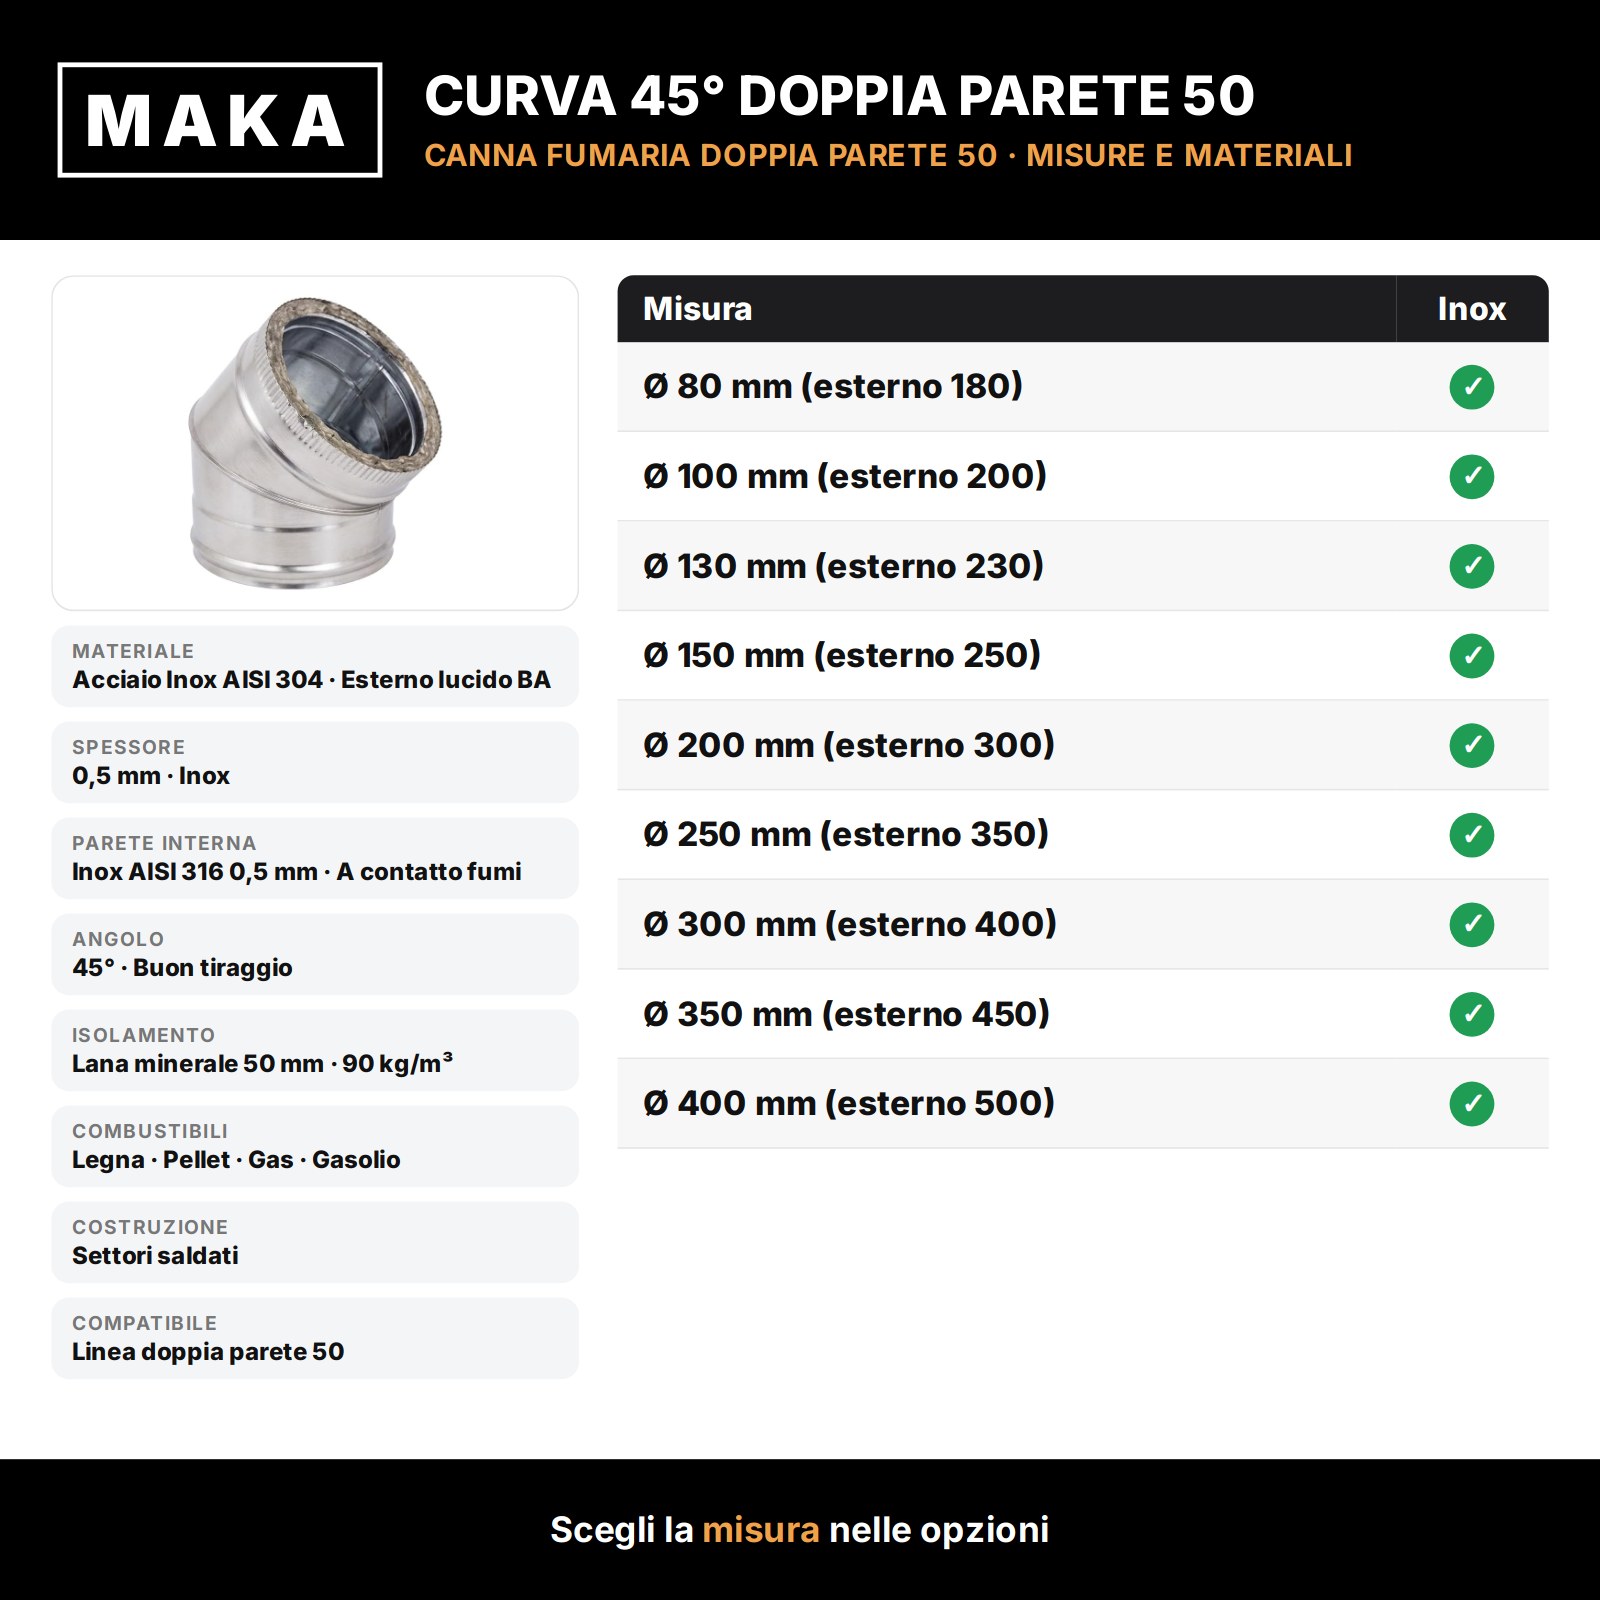 MAKA
CURVA 45° DOPPIA PARETE 50
CANNA FUMARIA DOPPIA PARETE 50 · MISURE E MATERIALI
MATERIALE
Acciaio Inox AISI 304 · Esterno lucido BA
SPESSORE
0,5 mm · Inox
PARETE INTERNA
Inox AISI 316 0,5 mm · A contatto fumi
ANGOLO
45° · Buon tiraggio
ISOLAMENTO
Lana minerale 50 mm · 90 kg/m³
COMBUSTIBILI
Legna · Pellet · Gas · Gasolio
COSTRUZIONE
Settori saldati
COMPATIBILE
Linea doppia parete 50
Misura Inox
Ø 80 mm (esterno 180) ✓
Ø 100 mm (esterno 200) ✓
Ø 130 mm (esterno 230) ✓
Ø 150 mm (esterno 250) ✓
Ø 200 mm (esterno 300) ✓
Ø 250 mm (esterno 350) ✓
Ø 300 mm (esterno 400) ✓
Ø 350 mm (esterno 450) ✓
Ø 400 mm (esterno 500) ✓
Scegli la misura nelle opzioni